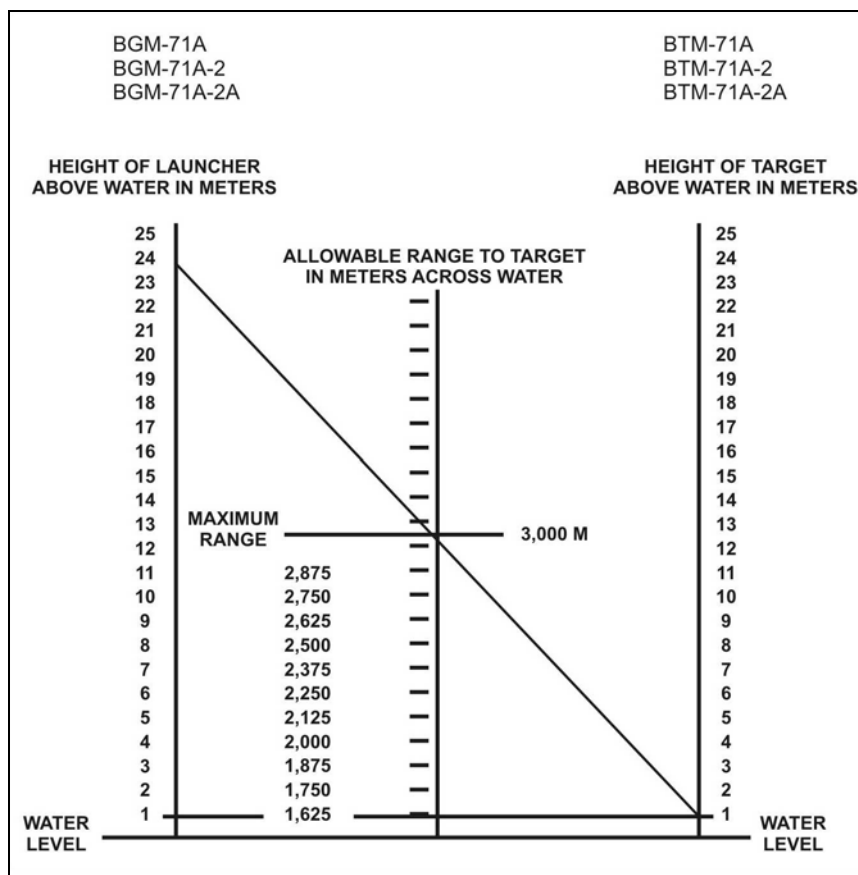 BGM-71A
BGM-71A-2
BGM-71A-2A
BTM-71A
BTM-71A-2
BTM-71A-2A
HEIGHT OF LAUNCHER
ABOVE WATER IN METERS
HEIGHT OF TARGET
ABOVE WATER IN METERS
ALLOWABLE RANGE TO TARGET
IN METERS ACROSS WATER
25 25
24 24
23 23
22 22
21 21
20 20
19 19
18 18
17 17
16 16
15 15
14 14
13 13
MAXIMUM
RANGE
3,000 M
12 12
11 2,875 11
10 2,750 10
9 2,625 9
8 2,500 8
7 2,375 7
6 2,250 6
5 2,125 5
4 2,000 4
3 1,875 3
2 1,750 2
1 1,625 1
WATER
LEVEL
WATER
LEVEL